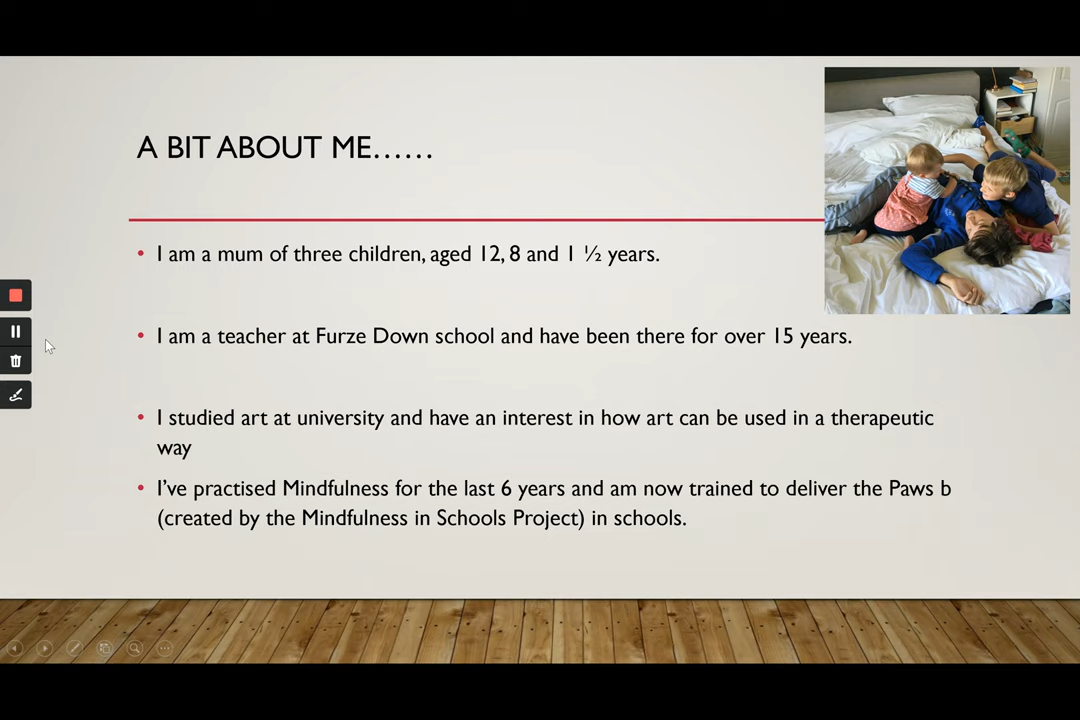 A BIT ABOUT ME......
• I am a mum of three children, aged 12, 8 and 1 ½ years.
• I am a teacher at Furze Down school and have been there for over 15 years.
• I studied art at university and have an interest in how art can be used in a therapeutic
way
• I've practised Mindfulness for the last 6 years and am now trained to deliver the Paws b
(created by the Mindfulness in Schools Project) in schools.